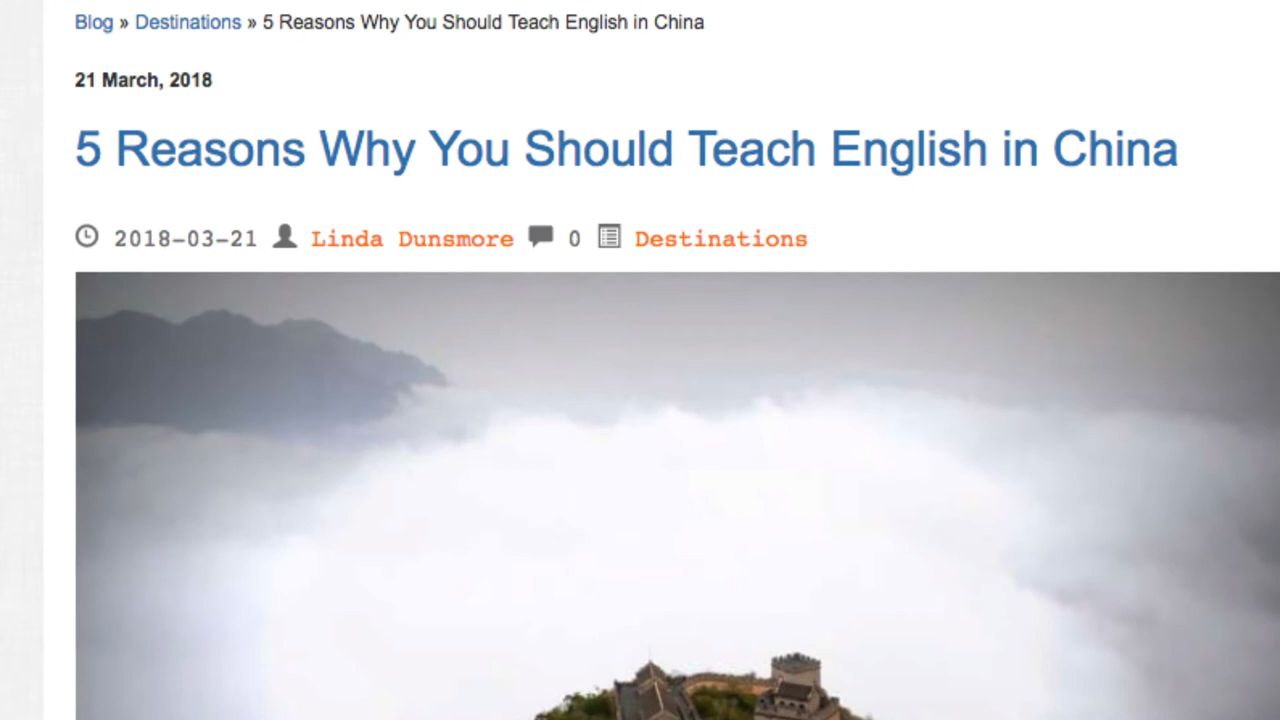 Blog » Destinations » 5 Reasons Why You Should Teach English in China
21 March, 2018
5 Reasons Why You Should Teach English in China
2018-03-21 Linda Dunsmore 0 Destinations